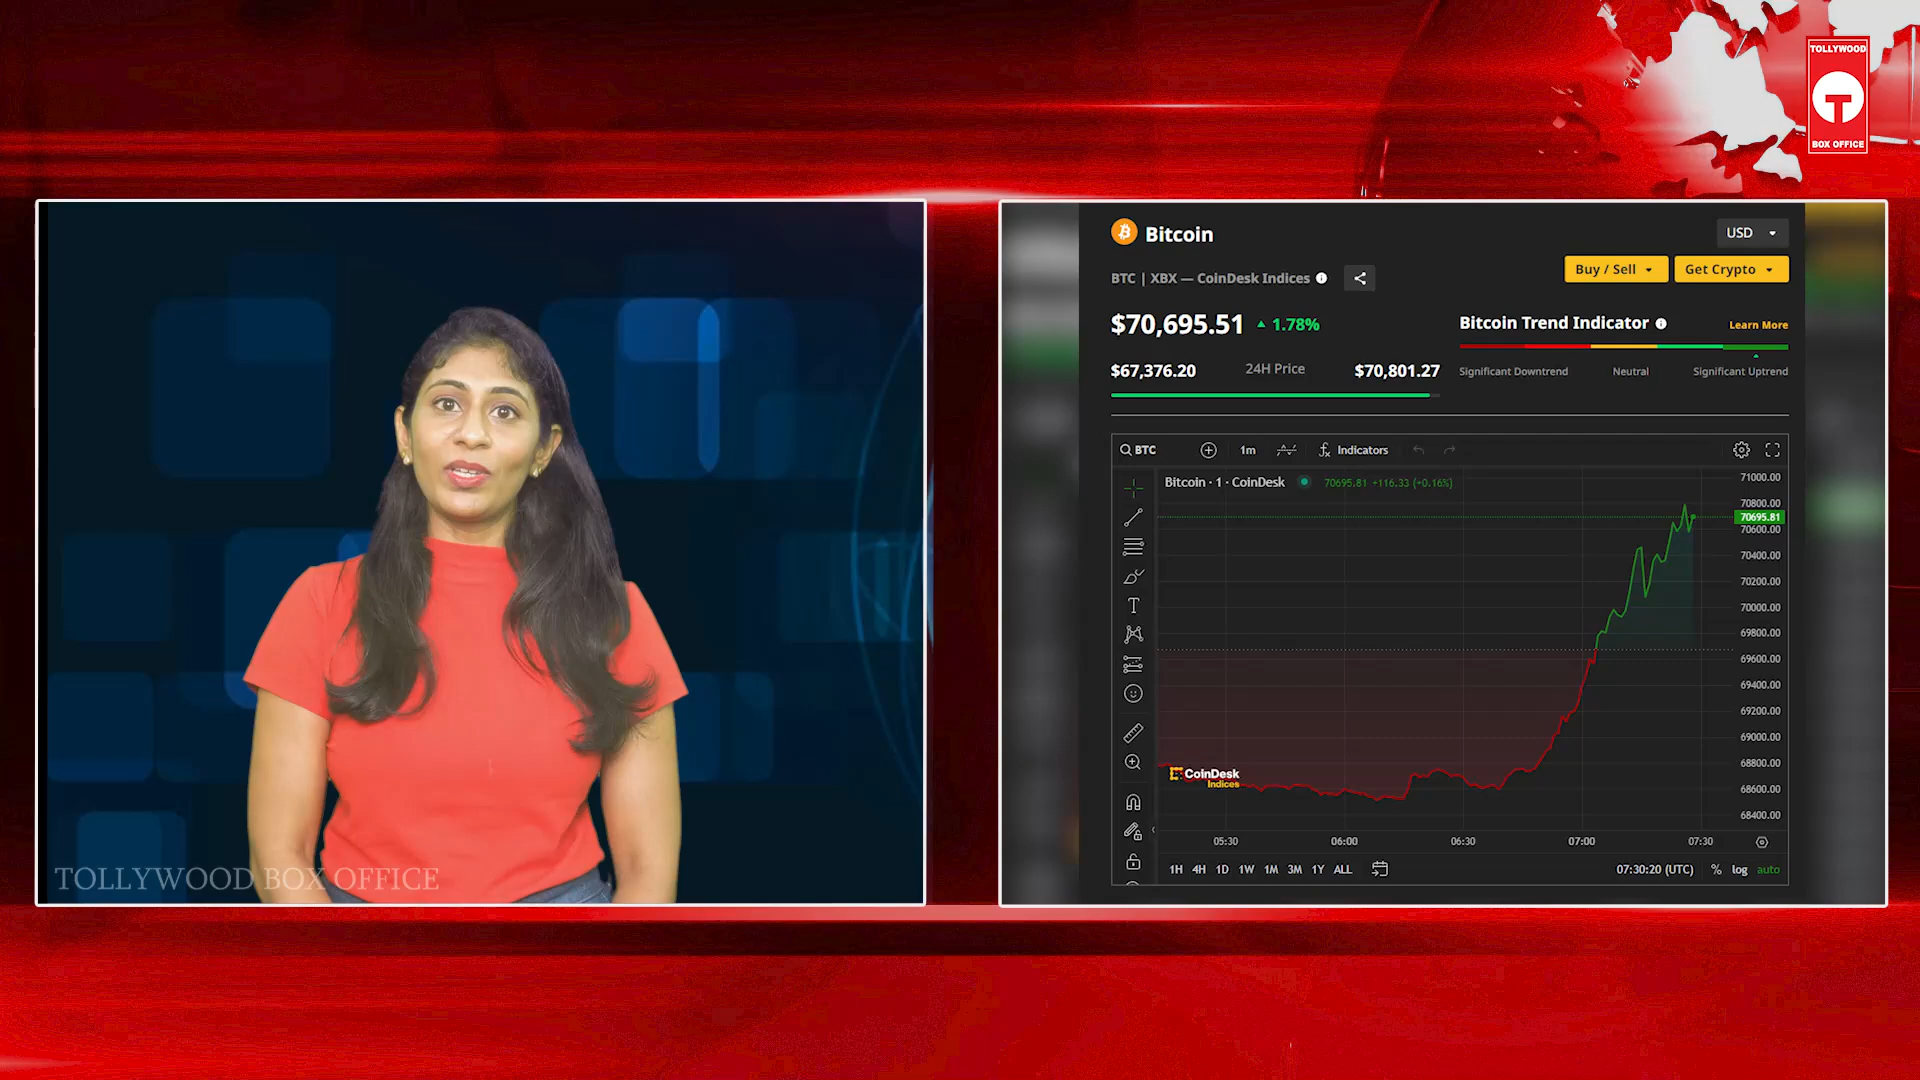 TOLLYWOOD
T
BOX OFFICE
TOLLYWOOD BOX OFFICE
Bitcoin
USD
BTC | XBX — CoinDesk Indices
Buy / Sell
Get Crypto
$70,695.51 1.78%
Bitcoin Trend Indicator
Learn More
$67,376.20 24H Price $70,801.27
Significant Downtrend Neutral Significant Uptrend
BTC 1m Indicators
Bitcoin · 1 · CoinDesk 70695.81 +116.33 (+0.16%)
71000.00
70800.00
70695.81
70600.00
70400.00
70200.00
70000.00
69800.00
69600.00
69400.00
69200.00
69000.00
68800.00
68600.00
68400.00
T
CoinDesk
Indices
05:30 06:00 06:30 07:00 07:30
1H 4H 1D 1W 1M 3M 1Y ALL 07:30:20 (UTC) % log auto